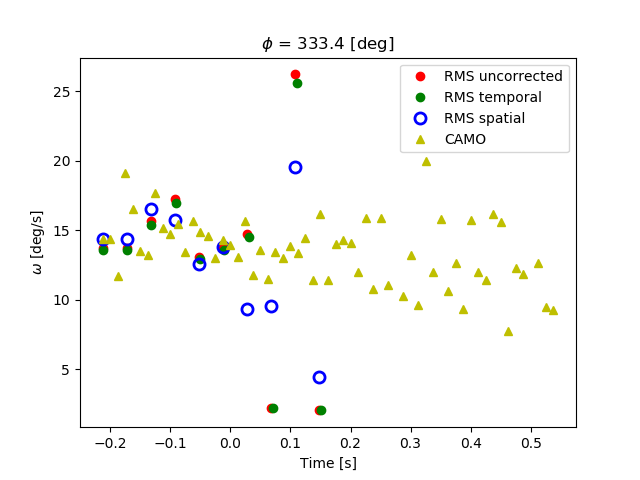 ϕ = 333.4 [deg]
RMS uncorrected
RMS temporal
RMS spatial
CAMO
25
20
15
10
5
ω [deg/s]
−0.2 −0.1 0.0 0.1 0.2 0.3 0.4 0.5
Time [s]